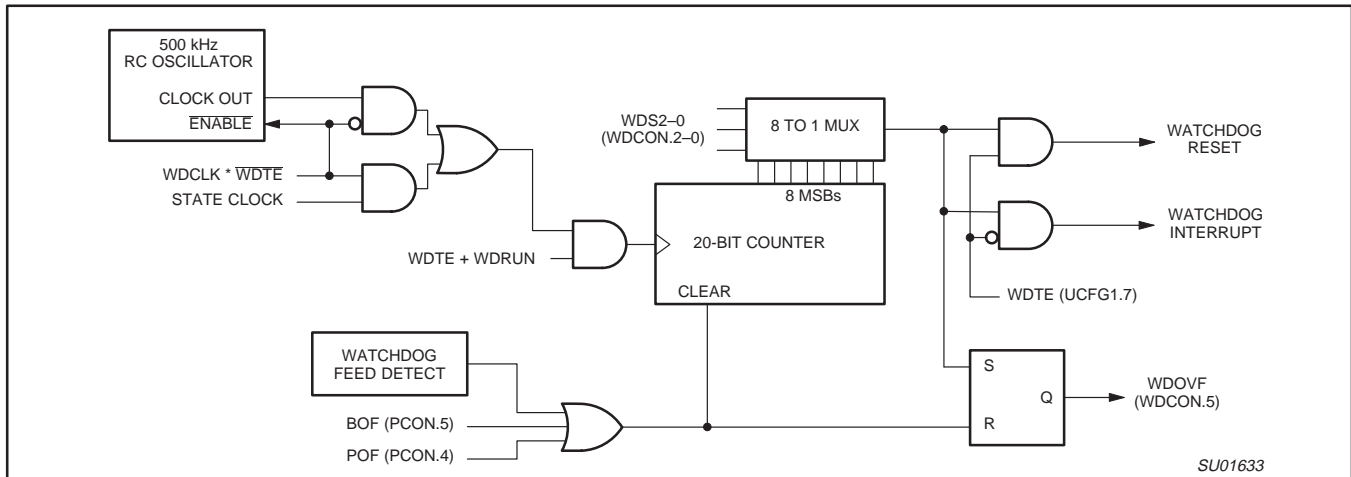 500 kHz
RC OSCILLATOR
CLOCK OUT
ENABLE
WDCLK * WDTE
STATE CLOCK
WDS2–0
(WDCON.2–0)
8 TO 1 MUX
8 MSBs
20-BIT COUNTER
CLEAR
WDTE + WDRUN
WATCHDOG
RESET
WATCHDOG
INTERRUPT
WDTE (UCFG1.7)
WATCHDOG
FEED DETECT
BOF (PCON.5)
POF (PCON.4)
S
Q
R
WDOVF
(WDCON.5)
SU01633